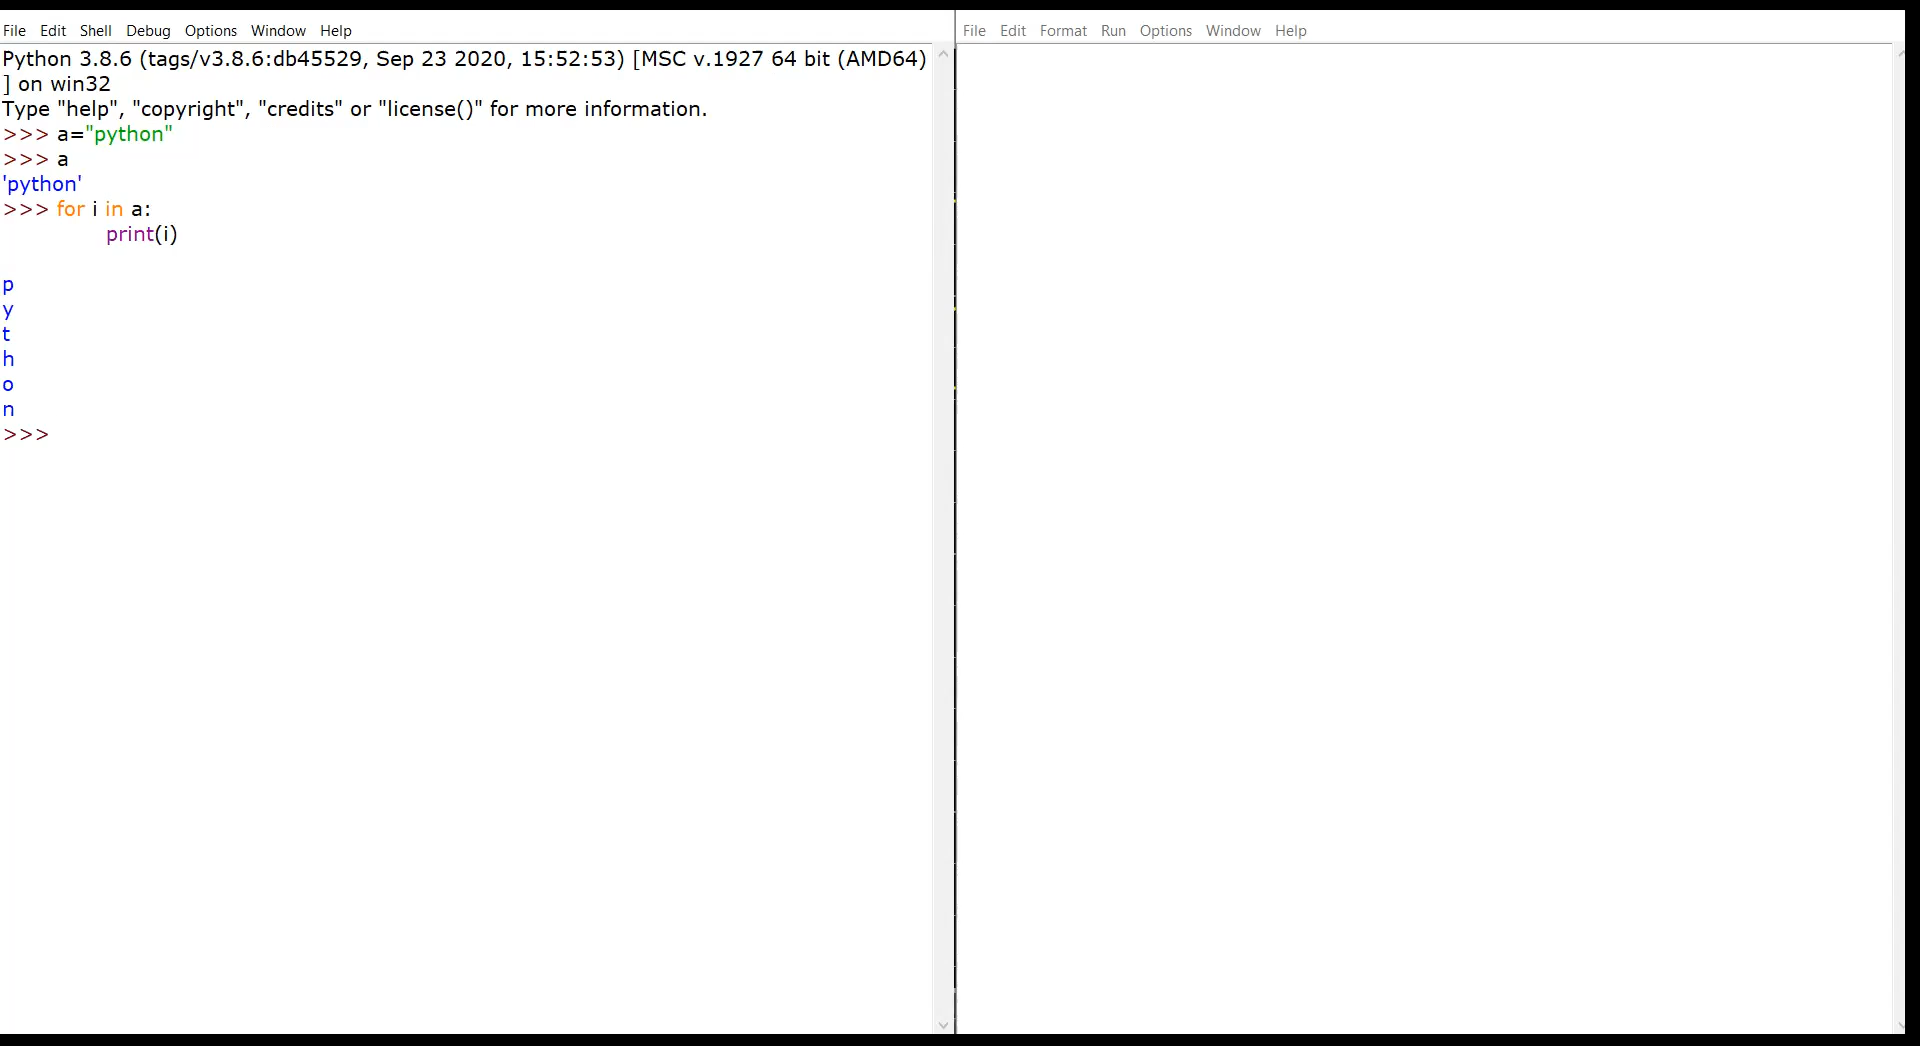 File Edit Shell Debug Options Window Help
Python 3.8.6 (tags/v3.8.6:db45529, Sep 23 2020, 15:52:53) [MSC v.1927 64 bit (AMD64)
] on win32
Type "help", "copyright", "credits" or "license()" for more information.
>>> a="python"
>>> a
'python'
>>> for i in a:
	print(i)

p
y
t
h
o
n
>>>
File Edit Format Run Options Window Help